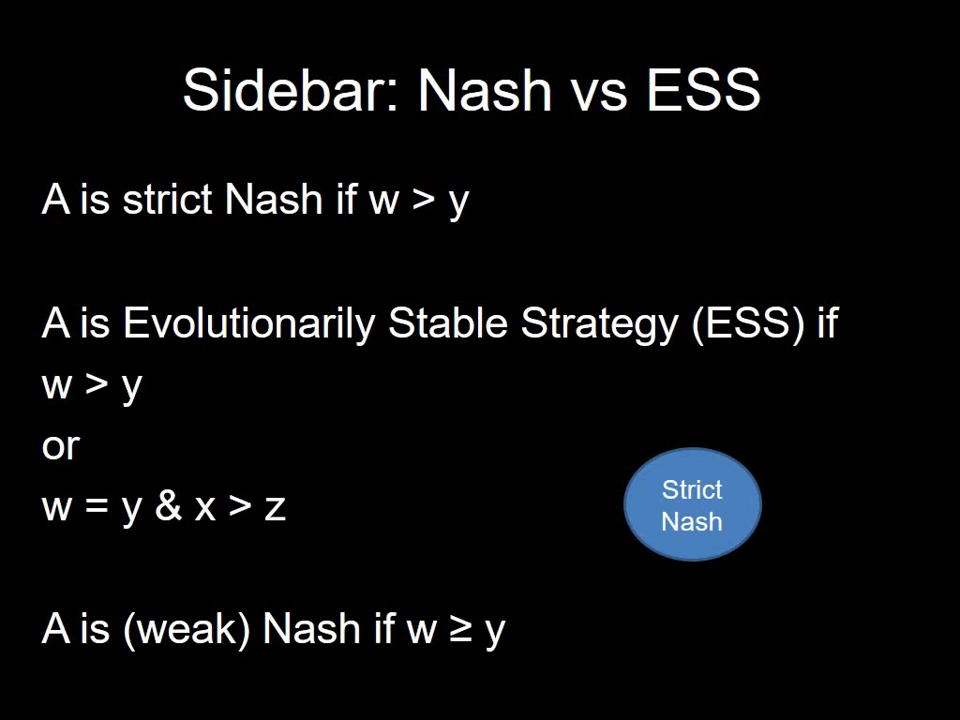 Sidebar: Nash vs ESS
A is strict Nash if w > y
A is Evolutionarily Stable Strategy (ESS) if
w > y
or
w = y & x > z
Strict
Nash
A is (weak) Nash if w ≥ y